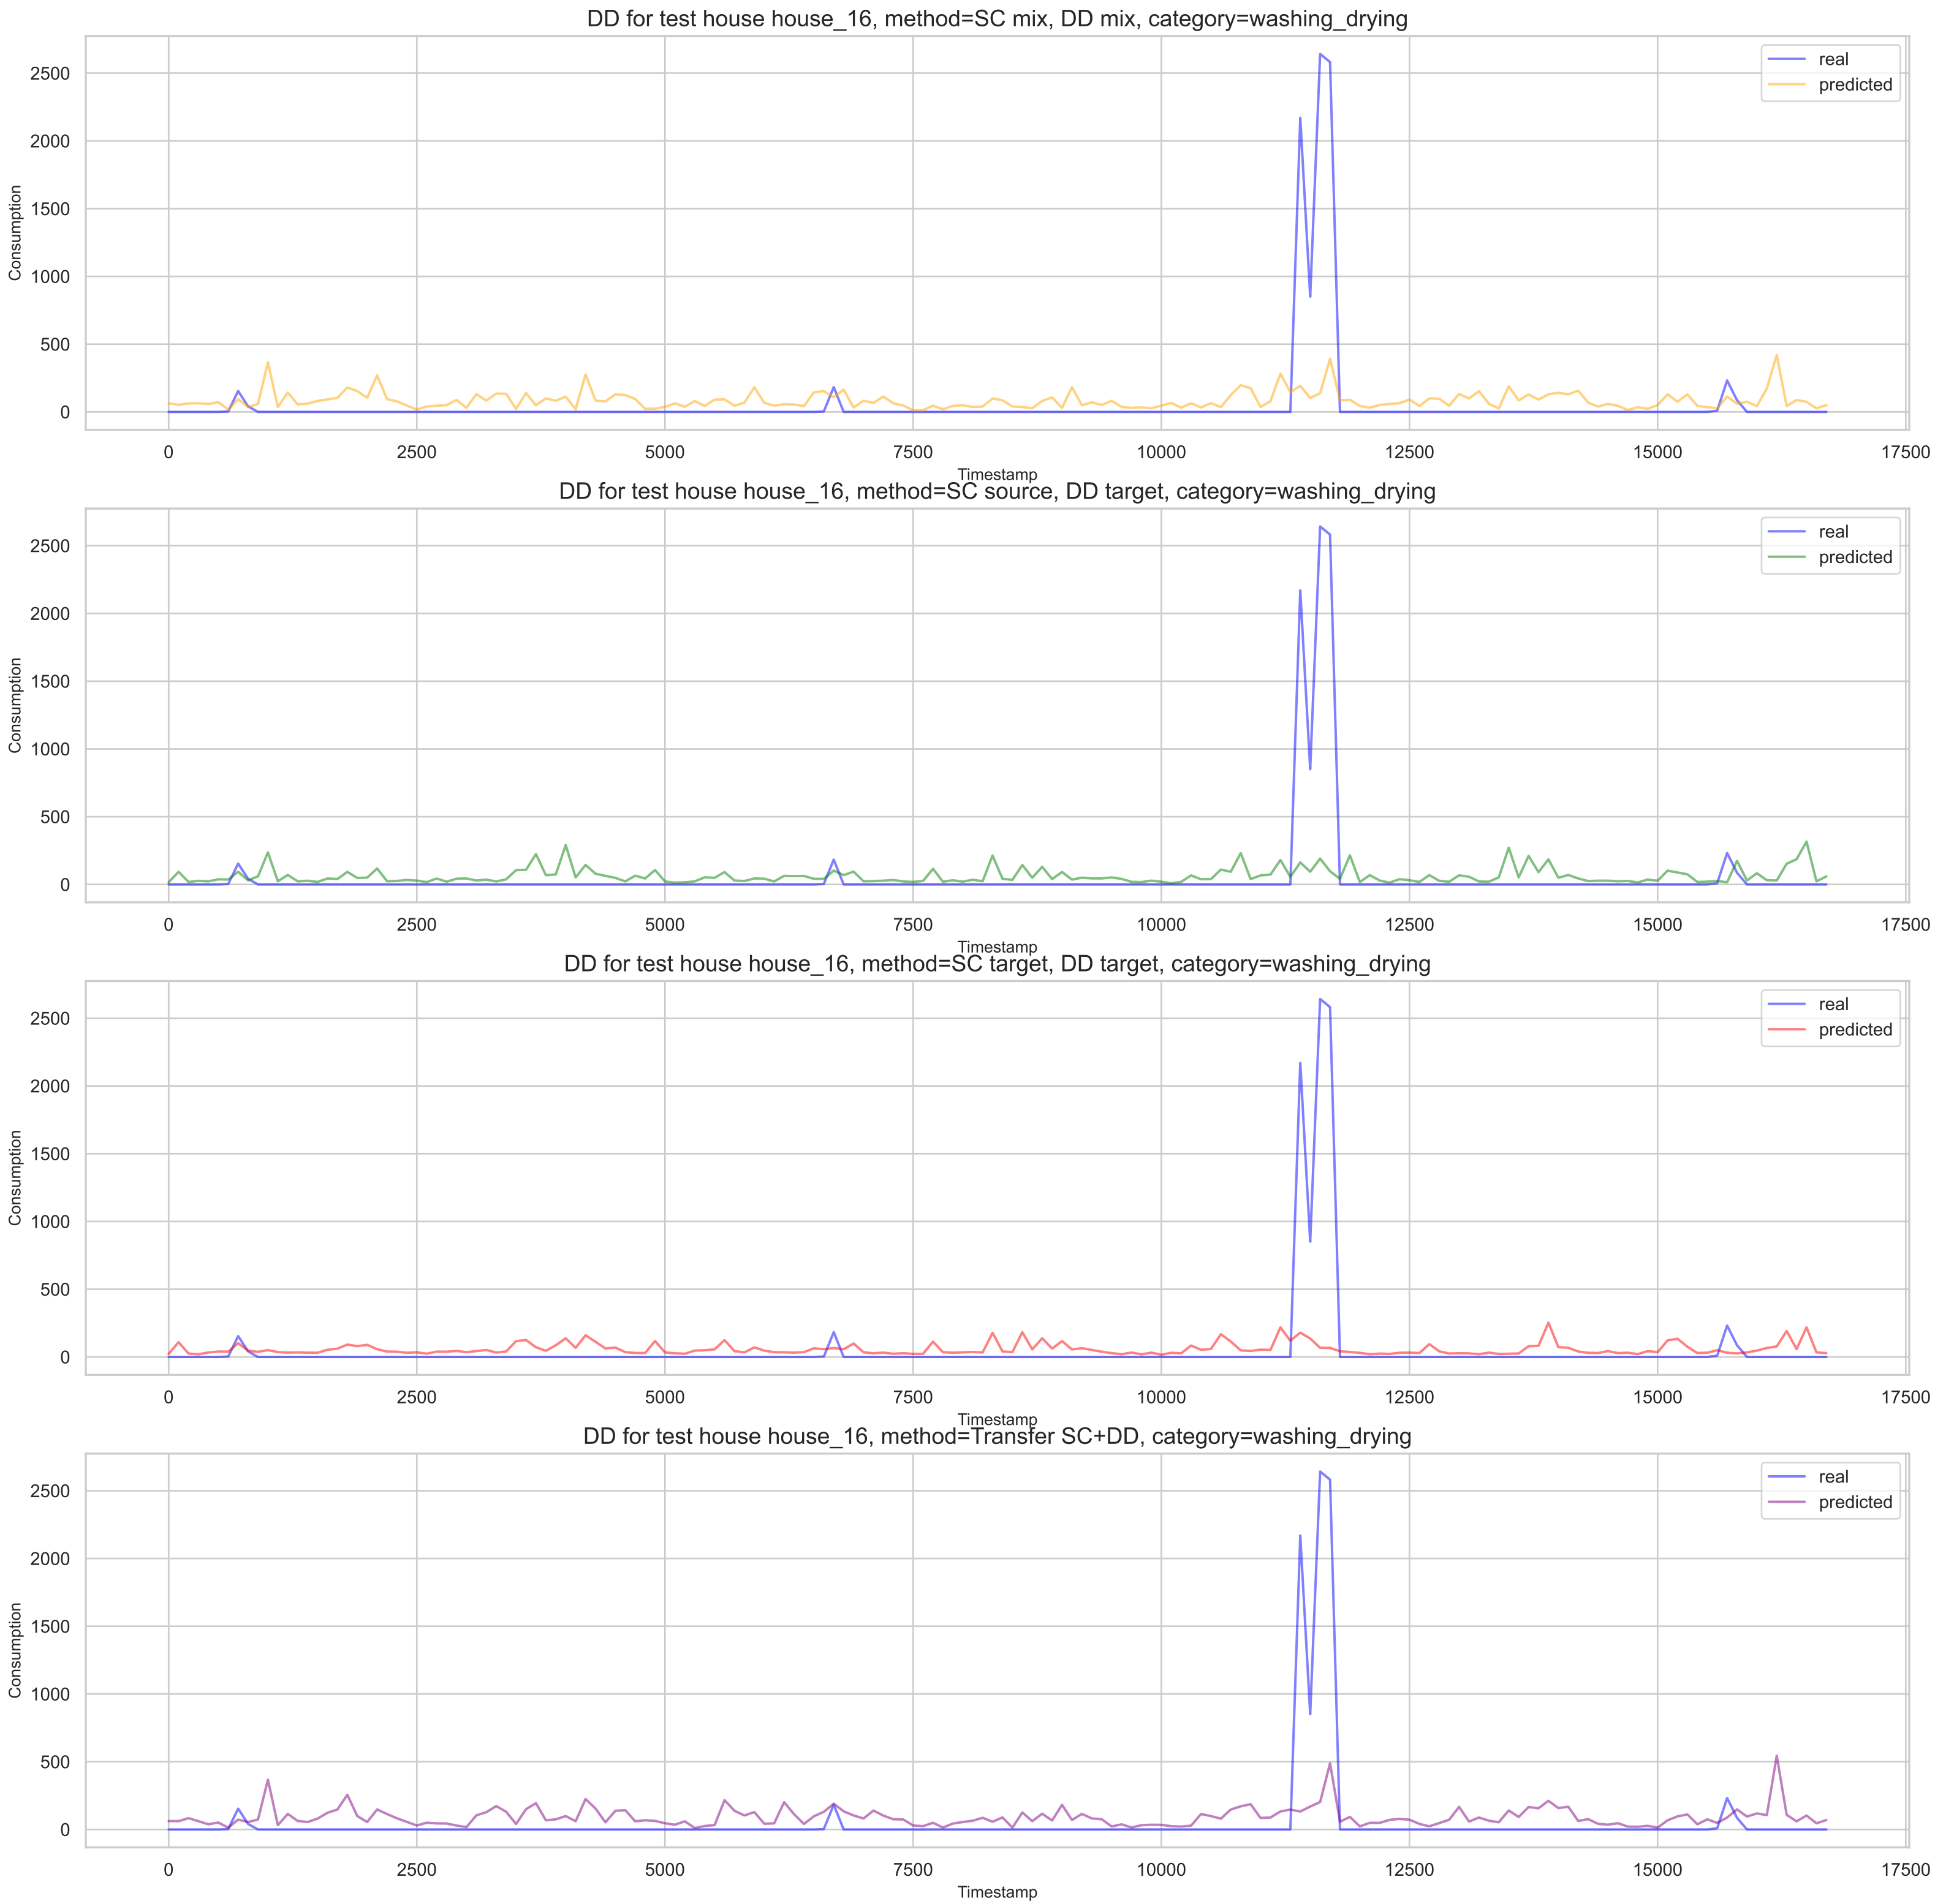 DD for test house house_16, method=SC mix, DD mix, category=washing_drying
2500
2000
1500
1000
500
0
Consumption
real
predicted
0 2500 5000 7500 10000 12500 15000 17500
Timestamp
DD for test house house_16, method=SC source, DD target, category=washing_drying
2500
2000
1500
1000
500
0
Consumption
real
predicted
0 2500 5000 7500 10000 12500 15000 17500
Timestamp
DD for test house house_16, method=SC target, DD target, category=washing_drying
2500
2000
1500
1000
500
0
Consumption
real
predicted
0 2500 5000 7500 10000 12500 15000 17500
Timestamp
DD for test house house_16, method=Transfer SC+DD, category=washing_drying
2500
2000
1500
1000
500
0
Consumption
real
predicted
0 2500 5000 7500 10000 12500 15000 17500
Timestamp